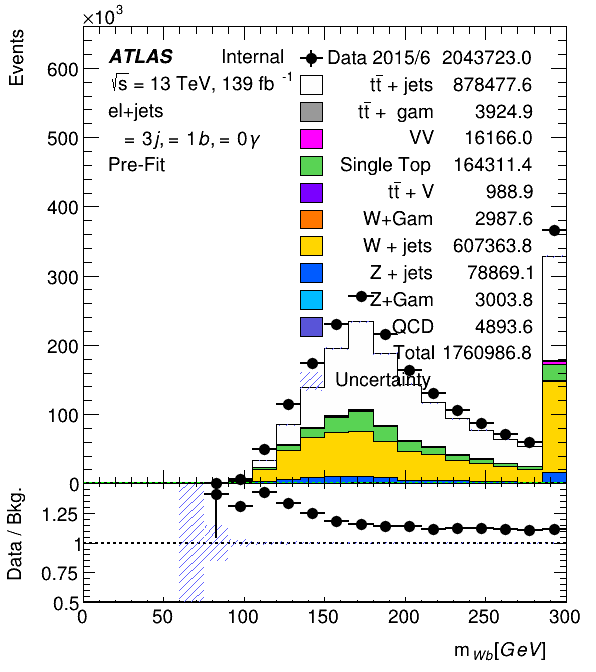 ×10³
Events
600
500
400
300
200
100
0
ATLAS Internal
√s = 13 TeV, 139 fb⁻¹
el+jets
= 3j, = 1b, = 0γ
Pre-Fit
Data 2015/6 2043723.0
tt̄ + jets 878477.6
tt̄ + gam 3924.9
VV 16166.0
Single Top 164311.4
tt̄ + V 988.9
W+Gam 2987.6
W + jets 607363.8
Z + jets 78869.1
Z+Gam 3003.8
QCD 4893.6
Total 1760986.8
Uncertainty
Data / Bkg.
1.25
1
0.75
0.5
0 50 100 150 200 250 300
m_Wb[GeV]